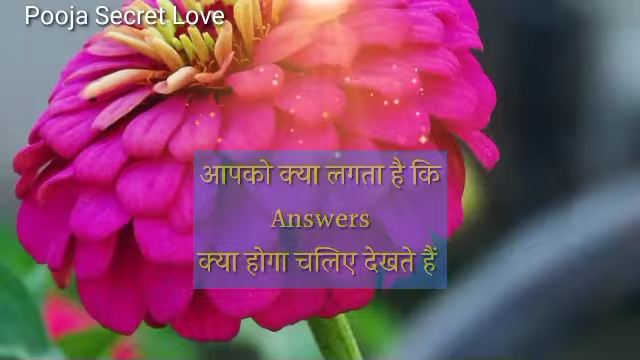 Pooja Secret Love
आपको क्या लगता है कि
Answers
क्या होगा चलिए देखते हैं